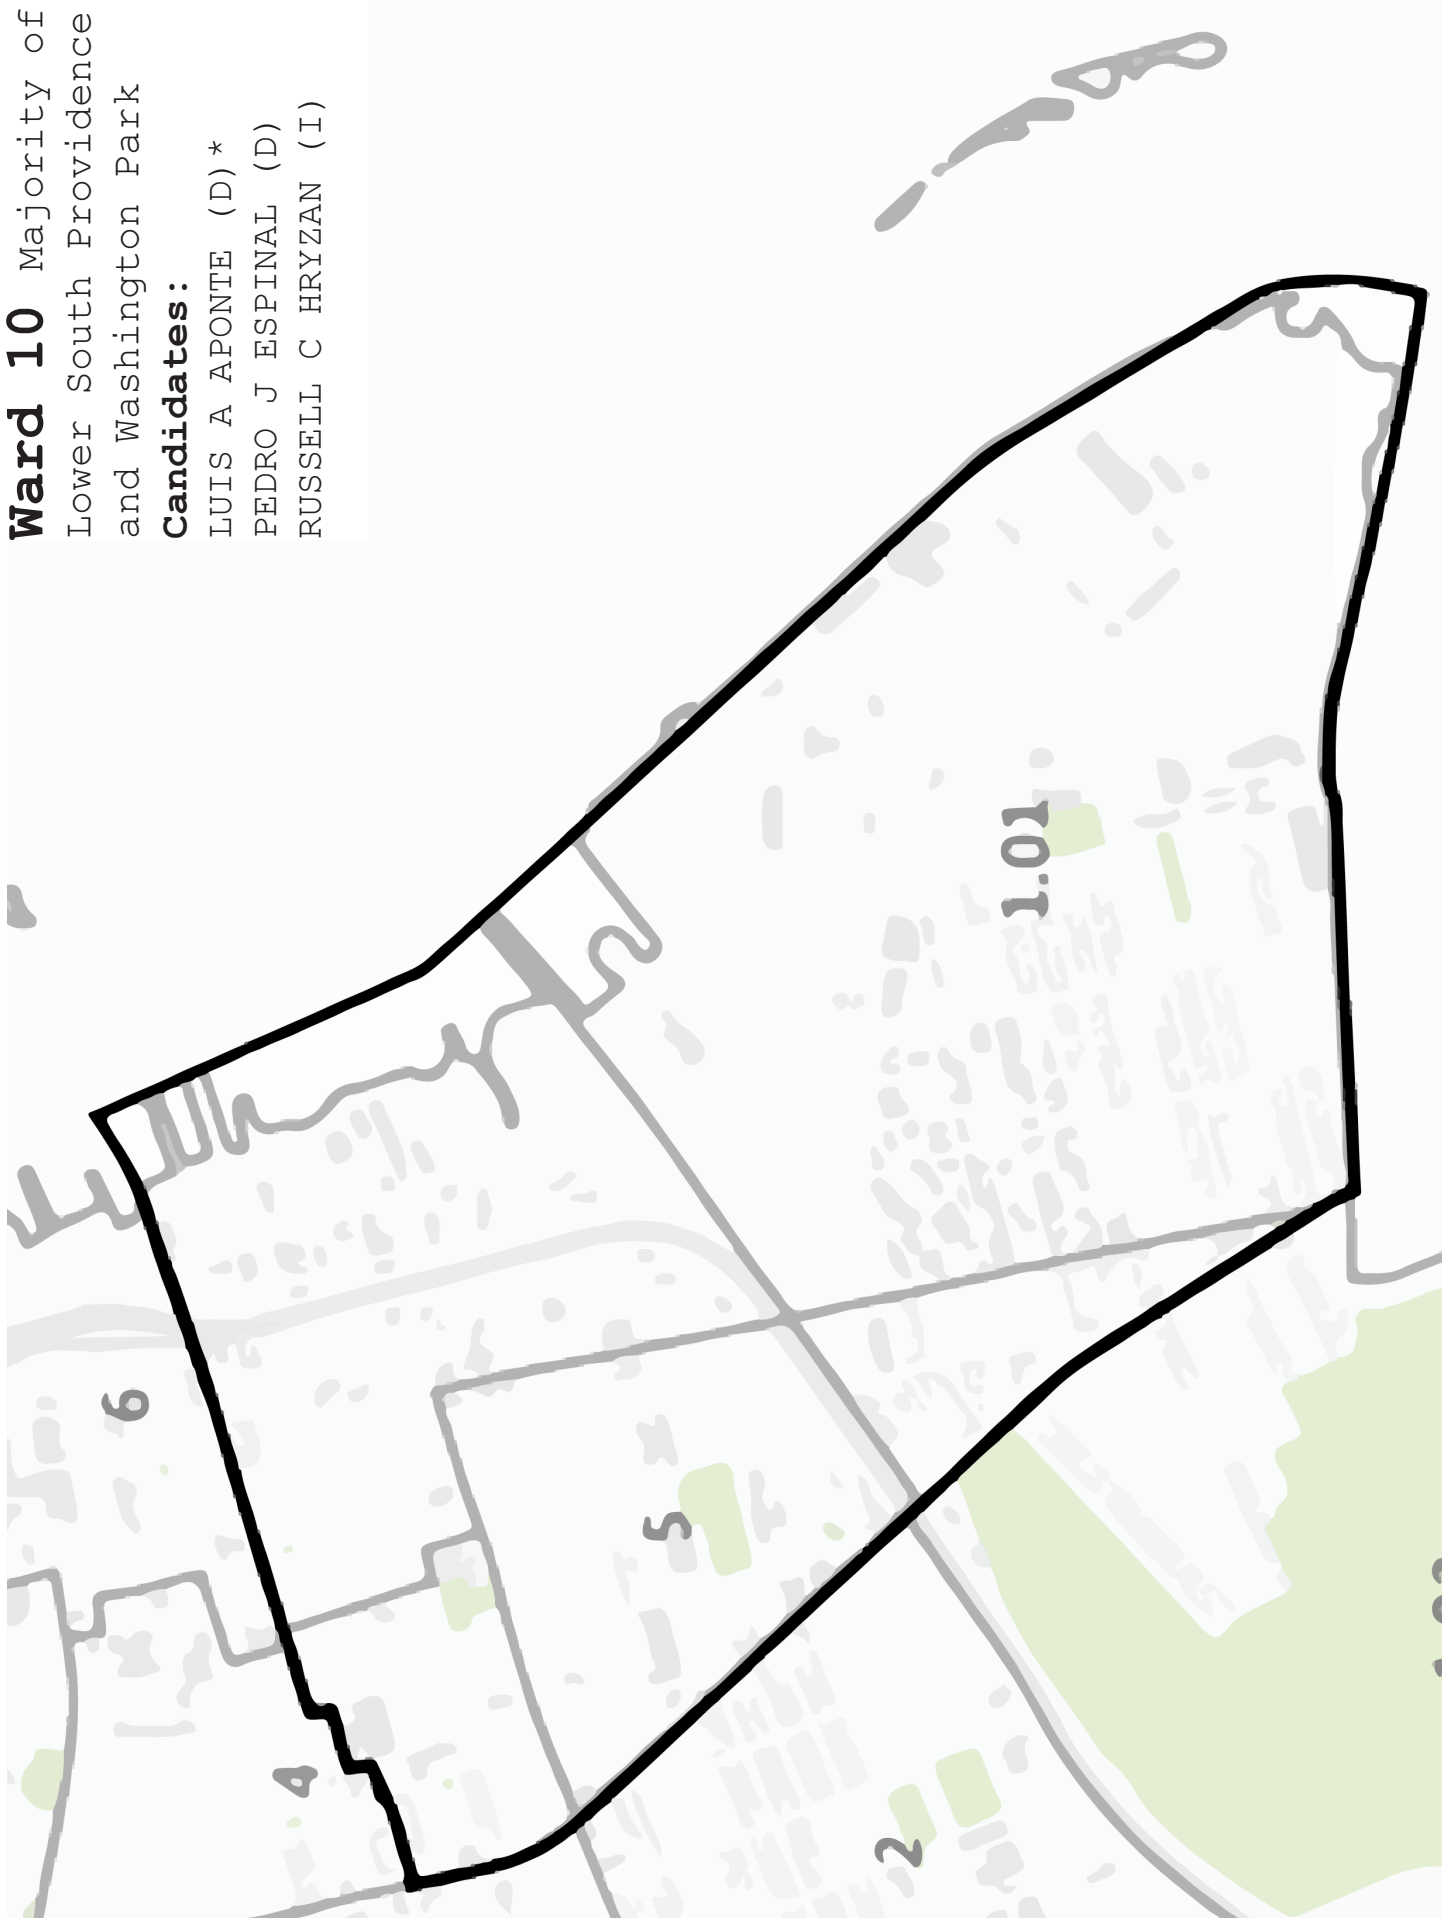 Ward 10 Majority of
Lower South Providence
and Washington Park
Candidates:
LUIS A APONTE (D)*
PEDRO J ESPINAL (D)
RUSSELL C HRYZAN (I)
6
4
5
1.01
2